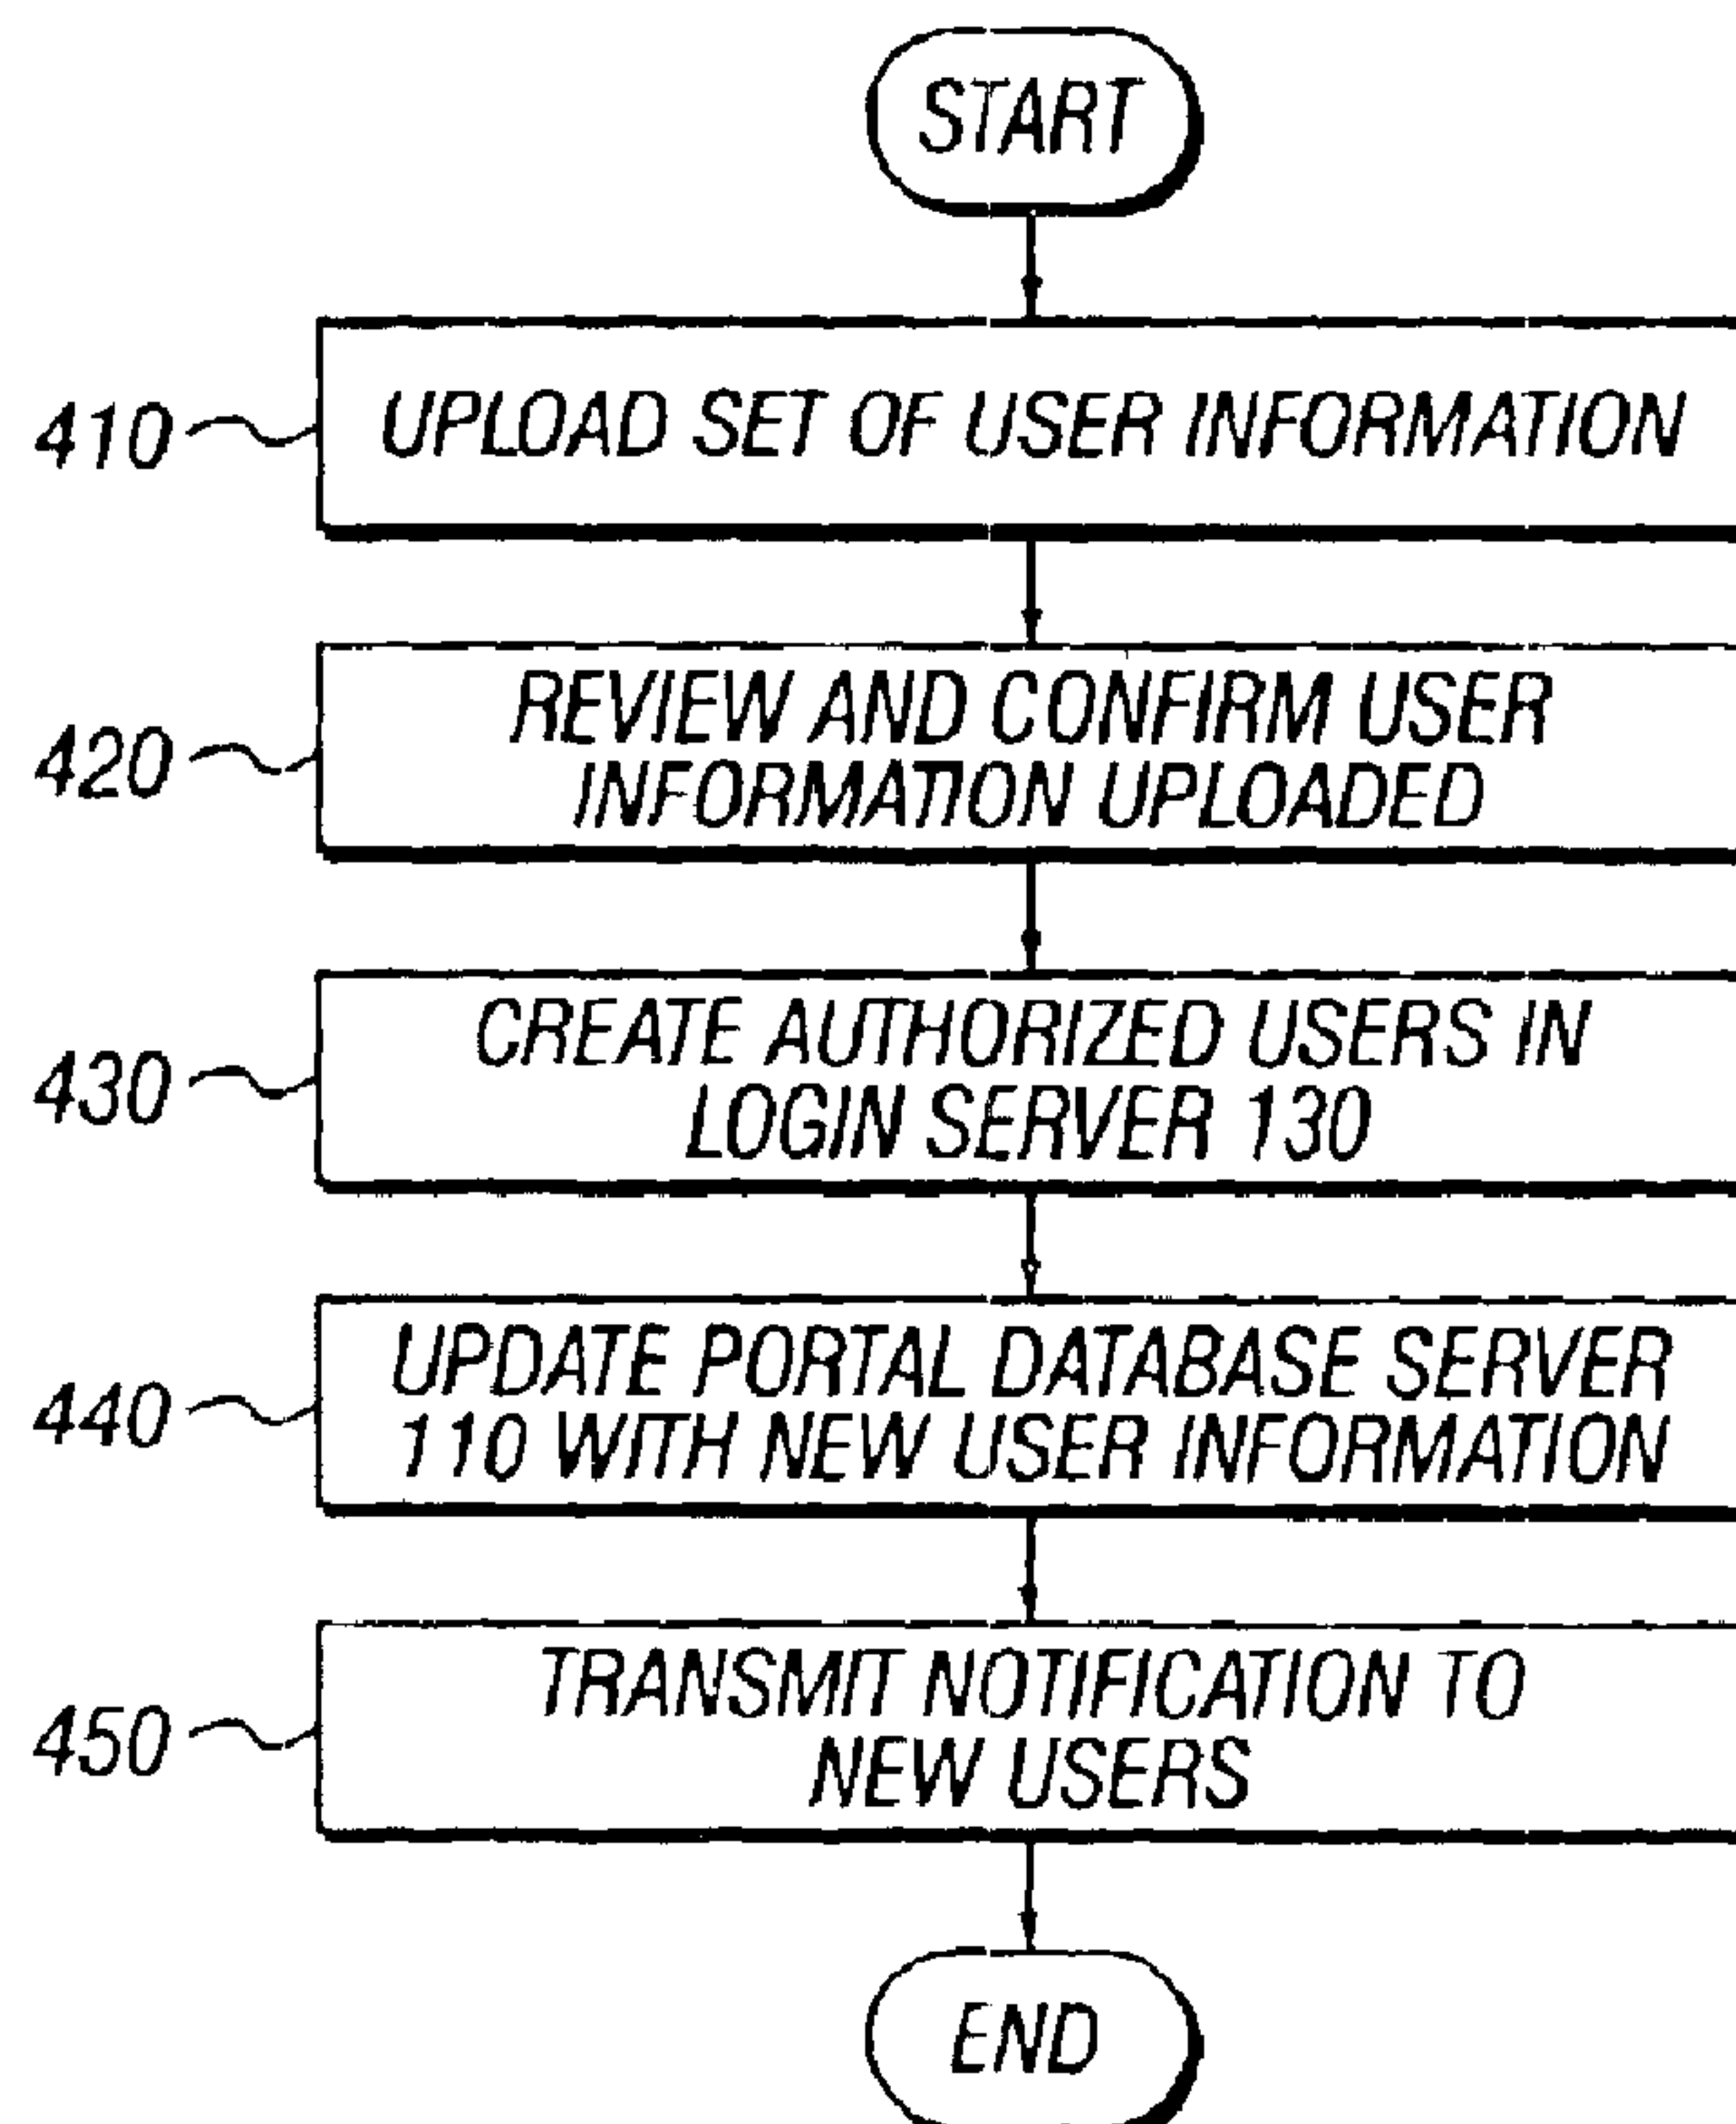 START
410 UPLOAD SET OF USER INFORMATION
420 REVIEW AND CONFIRM USER
INFORMATION UPLOADED
430 CREATE AUTHORIZED USERS IN
LOGIN SERVER 130
440 UPDATE PORTAL DATABASE SERVER
110 WITH NEW USER INFORMATION
450 TRANSMIT NOTIFICATION TO
NEW USERS
END